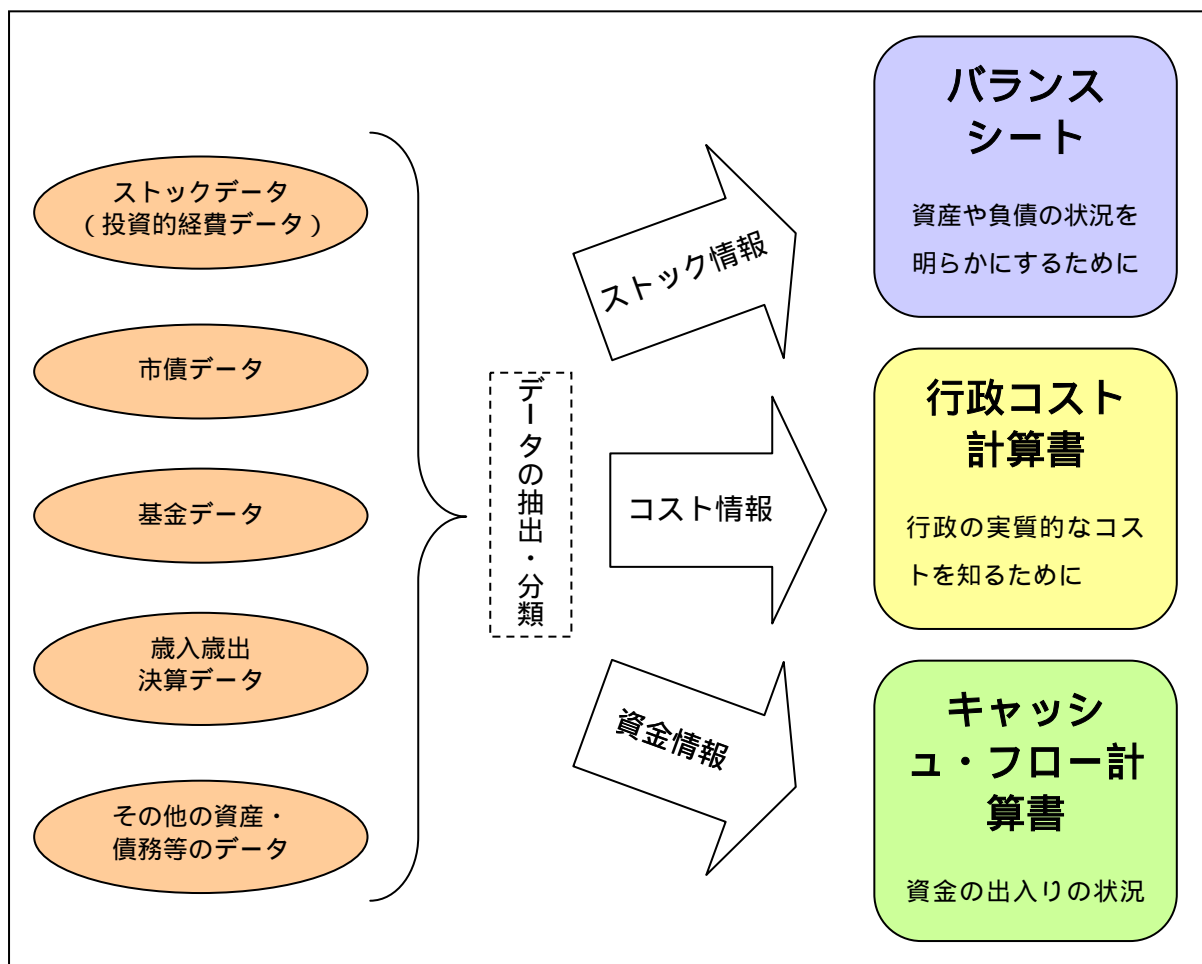 ストックデータ
（投資的経費データ）
市債データ
基金データ
歳入歳出
決算データ
その他の資産・
債務等のデータ
データの抽出・分類
ストック情報
コスト情報
資金情報
バランス
シート
資産や負債の状況を
明らかにするために
行政コスト
計算書
行政の実質的なコス
トを知るために
キャッシ
ュ・フロー計
算書
資金の出入りの状況